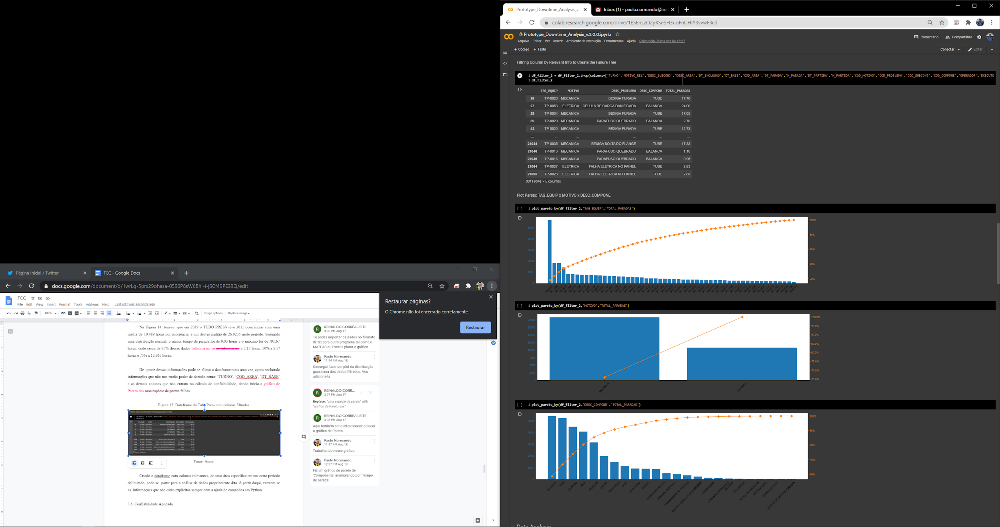 Página Inicial / Twitter
TCC - Google Docs
docs.google.com/document/d/1wrLq-5prx29ohasa-0590P8sW6BhI-i-j6Cf49PE39Q/edit
TCC
File Edit View Insert Format Tools Add-ons Help Last edit was seconds ago
100% Image options Replace image
Restaurar páginas?
O Chrome não foi encerrado corretamente.
Restaurar
Na Figura 14, tem-se que em 2019 o TUBO PRESS teve 3011 ocorrências com uma
média de 10.489 horas por ocorrência, e um desvio padrão de 26.0235 neste período. Seguindo
uma distribuição normal, o menor tempo de parada foi de 0.03 horas e o máximo foi de 791.67
horas, onde cerca de 25% desses dados delimitaram-se se delimitaram a 2,17 horas, 50% a 5.17
horas e 75% a 12.965 horas.
De posse dessas informações pode-se filtrar o dataframe mais uma vez, agora excluindo
informações que não nos trarão poder de decisão como: 'TURNO', 'COD_AREA', 'DT_BASE'
e as demais colunas que não entram no cálculo de confiabilidade, dando início a gráfico de
Pareto das uma espécie de pareto falhas.
Figura 15: Dataframe do Tubo Press com colunas filtradas
Fonte: Autor
Criado o dataframe com colunas relevantes, de uma área específica em um certo período
delimitado, pode-se partir para a análise de dados propriamente dita. A partir daqui, extraem-se
as informações que não estão explícitas sempre com a ajuda de comandos em Python.
3.6. Confiabilidade Aplicada
REINALDO CORRÊA LEITE
3:06 PM Aug 17
Tu podes importar os dados no formato
de txt para outro programa tal como o
MATLAB ou Excel e plotar o gráfico.
Paulo Normando
11:44 AM Aug 18
Consegui fazer um plot da distribuição
gaussiana dos dados filtrados. Vou
adiciona-la
REINALDO CORR...
3:07 PM Aug 17
Replace: "uma espécie de pareto" with
"gráfico de Pareto das"
REINALDO CORRÊA LEITE
3:08 PM Aug 17
Aqui também seria interessante colocar
o gráfico de Pareto.
Paulo Normando
11:47 AM Aug 18
Trabalhando nesse gráfico
Paulo Normando
12:37 PM Aug 18
Fiz um gráfico de pareto de
'Componente' acumulando por 'Tempo
de parada'
Prototype_Downtime_Analysis_v.
Inbox (1) - paulo.normando@im
colab.research.google.com/drive/1E5EnLzO2yXSeSH3uoFnUHIY3vvwF3cd_
Prototype_Downtime_Analysis_v.3.0.0.ipynb
Arquivo Editar Ver Inserir Ambiente de execução Ferramentas Ajuda Salvo pela última vez às 15:27
Comentário Compartilhar
+ Código + Texto
Conectar Editar
Filtring Column by Relevant Info to Create the Failure Tree
1 df_filter_2 = df_filter_1.drop(columns=['TURNO','MOTIVO_REL','DESC_SUBCONJ','DESC_AREA','DT_INCLUSAO','DT_BASE','COD_AREA','DT_PARADA','H_PARADA','DT_PARTIDA','H_PARTIDA','COD_MOTIVO','COD_PROBLEMA','COD_SUBCONJ','COD_COMPONE','OPERADOR','EXECUTO
2 df_filter_2
TAG_EQUIP MOTIVO DESC_PROBLEMA DESC_COMPONE TOTAL_PARADAS
26 TP-0028 MECANICA BEXIGA FURADA TUBE 17.70
27 TP-0053 ELETRICA CELULA DE CARGA DANIFICADA BALANCA 24.00
29 TP-0034 MECANICA BEXIGA FURADA TUBE 17.05
39 TP-0029 MECANICA PARAFUSO QUEBRADO BALANCA 2.78
42 TP-0025 MECANICA BEXIGA FURADA TUBE 12.73
... ... ... ... ... ...
21044 TP-0035 MECANICA BEXIGA SOLTA DO FLANGE TUBE 17.33
21046 TP-0013 MECANICA PARAFUSO QUEBRADO BALANCA 1.10
21049 TP-0016 MECANICA PARAFUSO QUEBRADO BALANCA 0.95
21064 TP-0027 ELETRICA FALHA ELETRICA NO PAINEL TUBE 2.83
21065 TP-0028 ELETRICA FALHA ELETRICA NO PAINEL TUBE 2.83
3011 rows × 5 columns
Plot Pareto: TAG_EQUIP x MOTIVO x DESC_COMPONE
[ ] 1 plot_pareto_by(df_filter_2,'TAG_EQUIP','TOTAL_PARADAS')
5000
4000
3000
2000
1000
0
100%
80%
60%
40%
20%
[ ] 1 plot_pareto_by(df_filter_2,'MOTIVO','TOTAL_PARADAS')
20000
17500
15000
12500
10000
7500
5000
2500
0
100.0%
95.0%
90.0%
85.0%
80.0%
75.0%
70.0%
65.0%
MECANICA ELETRICA
[ ] 1 plot_pareto_by(df_filter_2,'DESC_COMPONE','TOTAL_PARADAS')
5000
4000
3000
2000
1000
0
100%
80%
60%
40%
20%
BALANCA TUBE CILINDRO VELA VALVULAS LINHAS TUBULACAO SHUT ESTRUTURA TANQUE BOMBA HIDRAULICA COMANDO ELETRICO TRANSMISSOR DE PRESSAO COMPRESSOR COMANDO HIDRAULICO REDUTOR SEGURANCA BLOCO DE VALVULAS RESERVATORIO BOMBA DE OLEO
Data Analysis